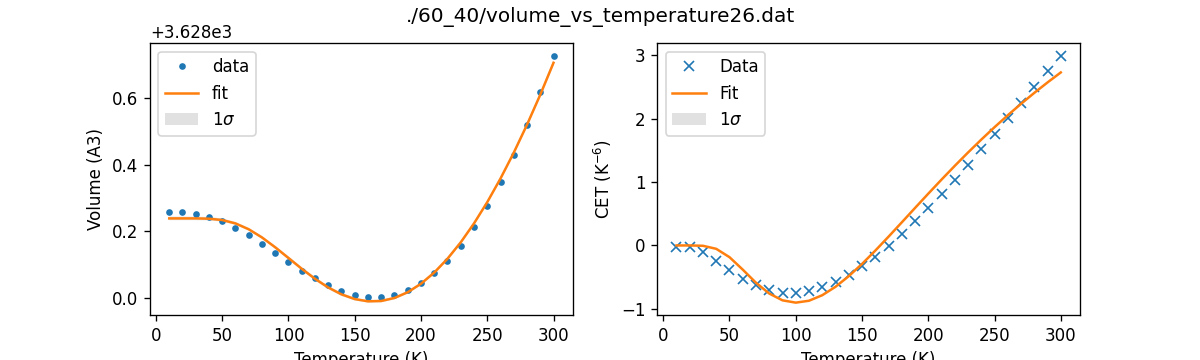 ./60_40/volume_vs_temperature26.dat
+3.628e3
data
fit
1σ
Volume (A3)
0.6
0.4
0.2
0.0
0 50 100 150 200 250 300
Temperature (K)
Data
Fit
1σ
CET (K⁻⁶)
3
2
1
0
−1
0 50 100 150 200 250 300
Temperature (K)